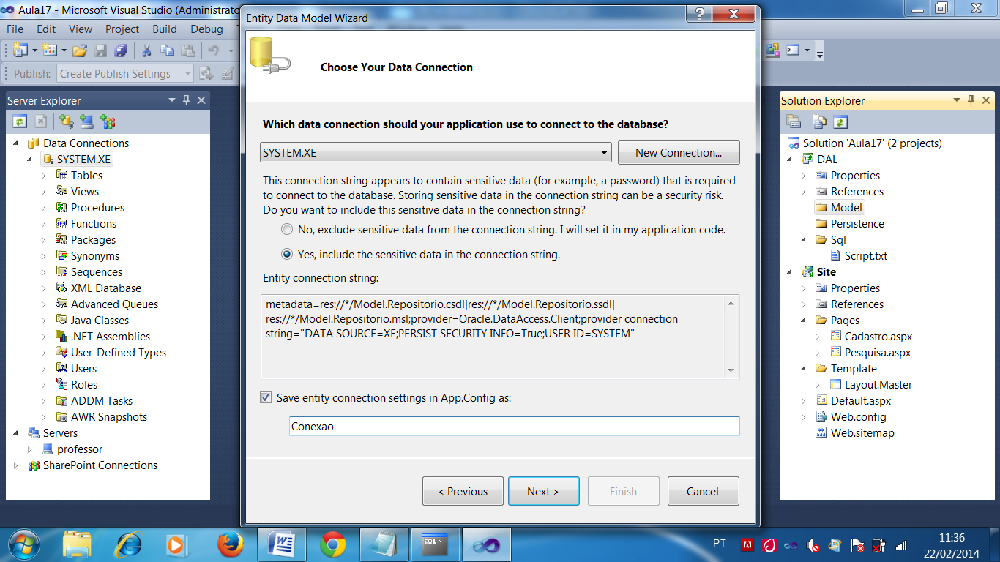 Aula17 - Microsoft Visual Studio (Administrato
File Edit View Project Build Debug
Publish: Create Publish Settings
Server Explorer
Data Connections
SYSTEM.XE
Tables
Views
Procedures
Functions
Packages
Synonyms
Sequences
XML Database
Advanced Queues
Java Classes
.NET Assemblies
User-Defined Types
Users
Roles
ADDM Tasks
AWR Snapshots
Servers
professor
SharePoint Connections
Entity Data Model Wizard
Choose Your Data Connection
Which data connection should your application use to connect to the database?
SYSTEM.XE
New Connection...
This connection string appears to contain sensitive data (for example, a password) that is required
to connect to the database. Storing sensitive data in the connection string can be a security risk.
Do you want to include this sensitive data in the connection string?
No, exclude sensitive data from the connection string. I will set it in my application code.
Yes, include the sensitive data in the connection string.
Entity connection string:
metadata=res://*/Model.Repositorio.csdl|res://*/Model.Repositorio.ssdl|
res://*/Model.Repositorio.msl;provider=Oracle.DataAccess.Client;provider connection
string="DATA SOURCE=XE;PERSIST SECURITY INFO=True;USER ID=SYSTEM"
Save entity connection settings in App.Config as:
Conexao
< Previous Next > Finish Cancel
Solution Explorer
Solution 'Aula17' (2 projects)
DAL
Properties
References
Model
Persistence
Sql
Script.txt
Site
Properties
References
Pages
Cadastro.aspx
Pesquisa.aspx
Template
Layout.Master
Default.aspx
Web.config
Web.sitemap
SQL>
PT
11:36
22/02/2014